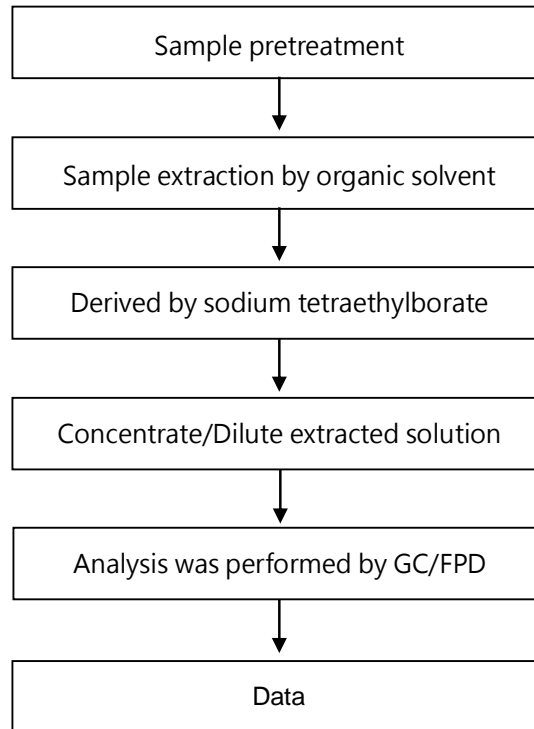 Sample pretreatment
Sample extraction by organic solvent
Derived by sodium tetraethylborate
Concentrate/Dilute extracted solution
Analysis was performed by GC/FPD
Data